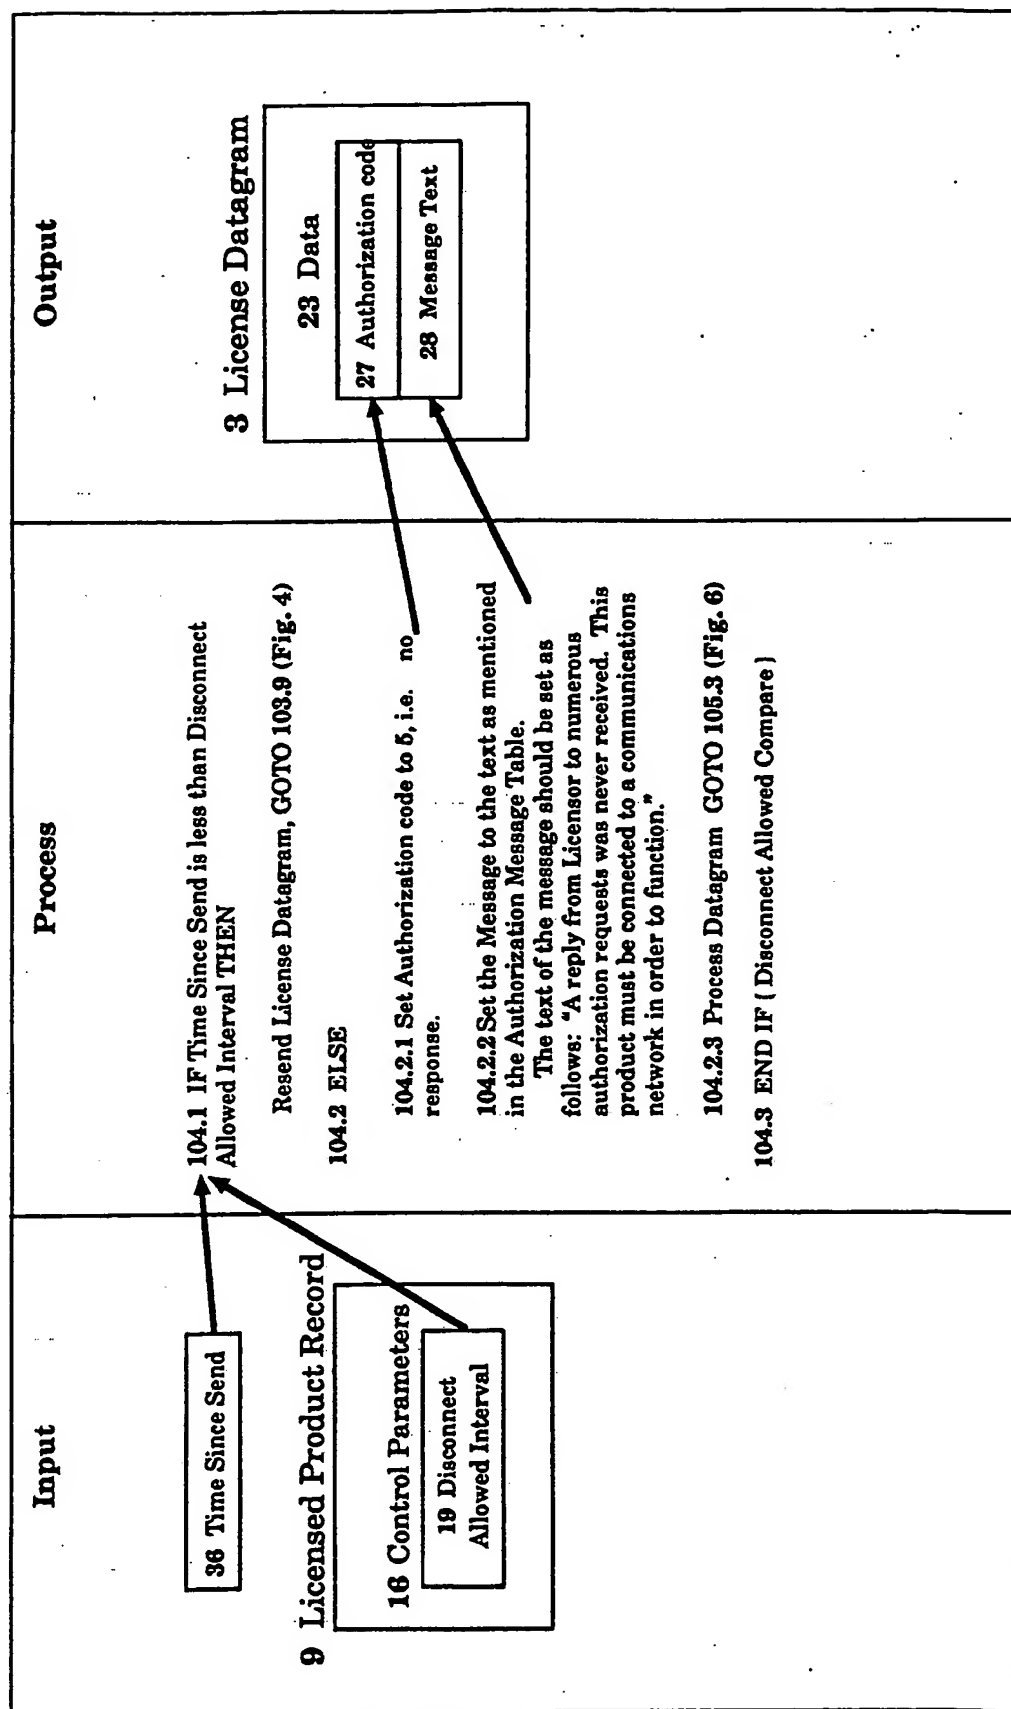 Input
36 Time Since Send
9 Licensed Product Record
16 Control Parameters
19 Disconnect
Allowed Interval
Process
104.1 IF Time Since Send is less than Disconnect
Allowed Interval THEN
Resend License Datagram, GOTO 103.9 (Fig. 4)
104.2 ELSE
104.2.1 Set Authorization code to 5, i.e. no
response.
104.2.2 Set the Message to the text as mentioned
in the Authorization Message Table.
The text of the message should be set as
follows: "A reply from Licensor to numerous
authorization requests was never received. This
product must be connected to a communications
network in order to function."
104.2.3 Process Datagram GOTO 105.3 (Fig. 6)
104.3 END IF { Disconnect Allowed Compare }
Output
3 License Datagram
23 Data
27 Authorization code
28 Message Text